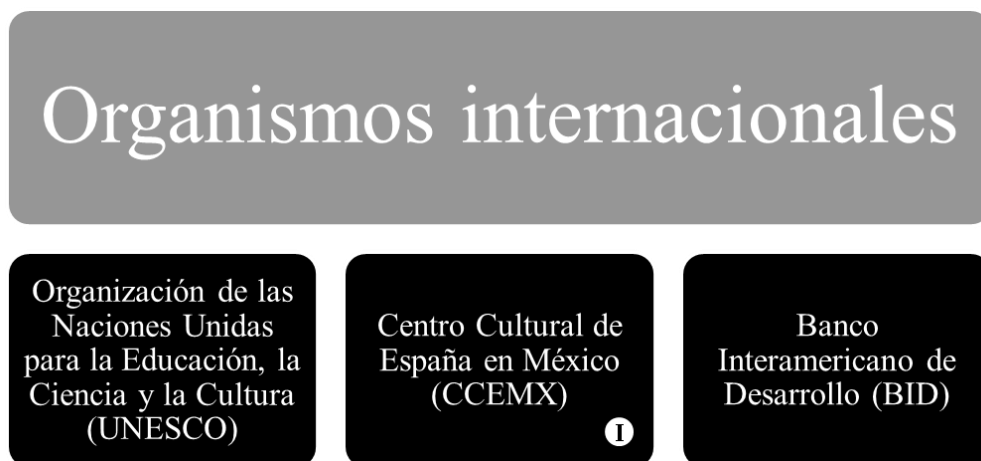 Organismos internacionales
Organización de las
Naciones Unidas
para la Educación, la
Ciencia y la Cultura
(UNESCO)
Centro Cultural de
España en México
(CCEMX)
I
Banco
Interamericano de
Desarrollo (BID)